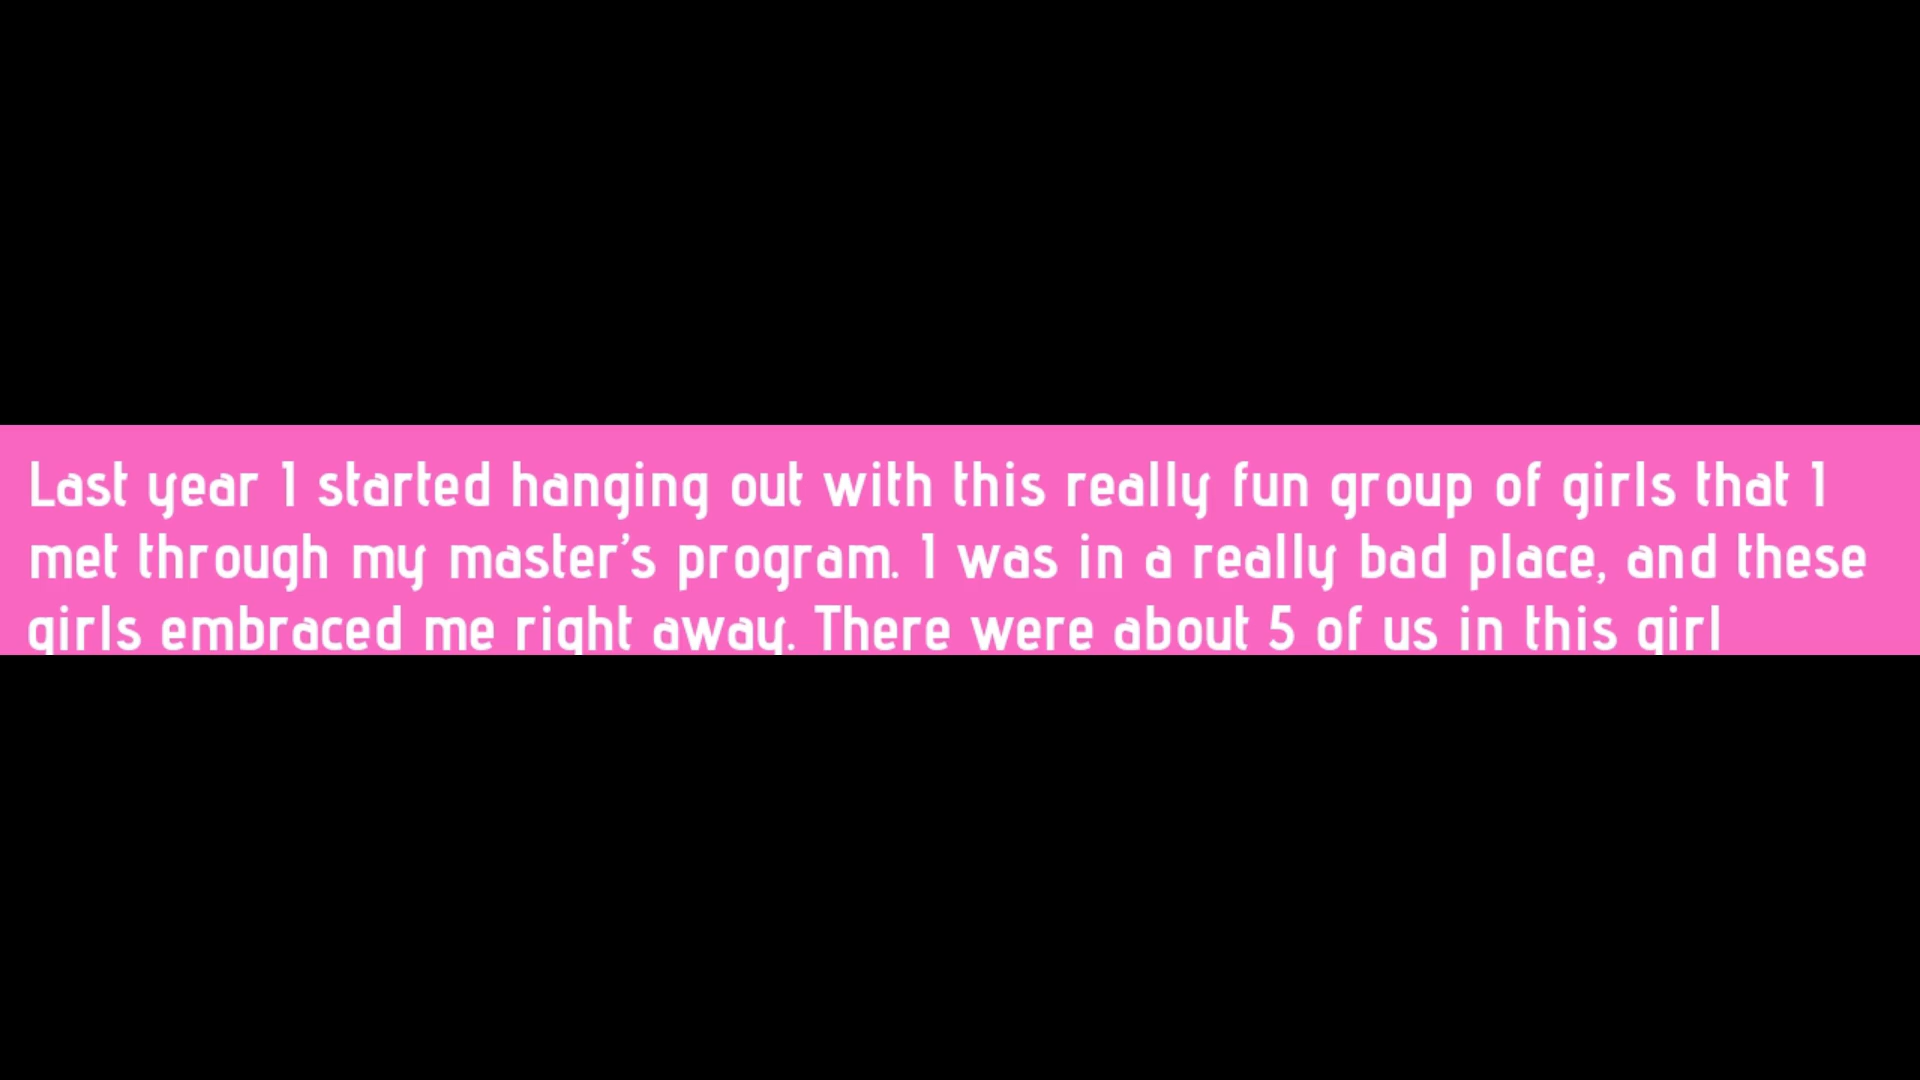 Last year I started hanging out with this really fun group of girls that I
met through my master’s program. I was in a really bad place, and these
girls embraced me right away. There were about 5 of us in this girl